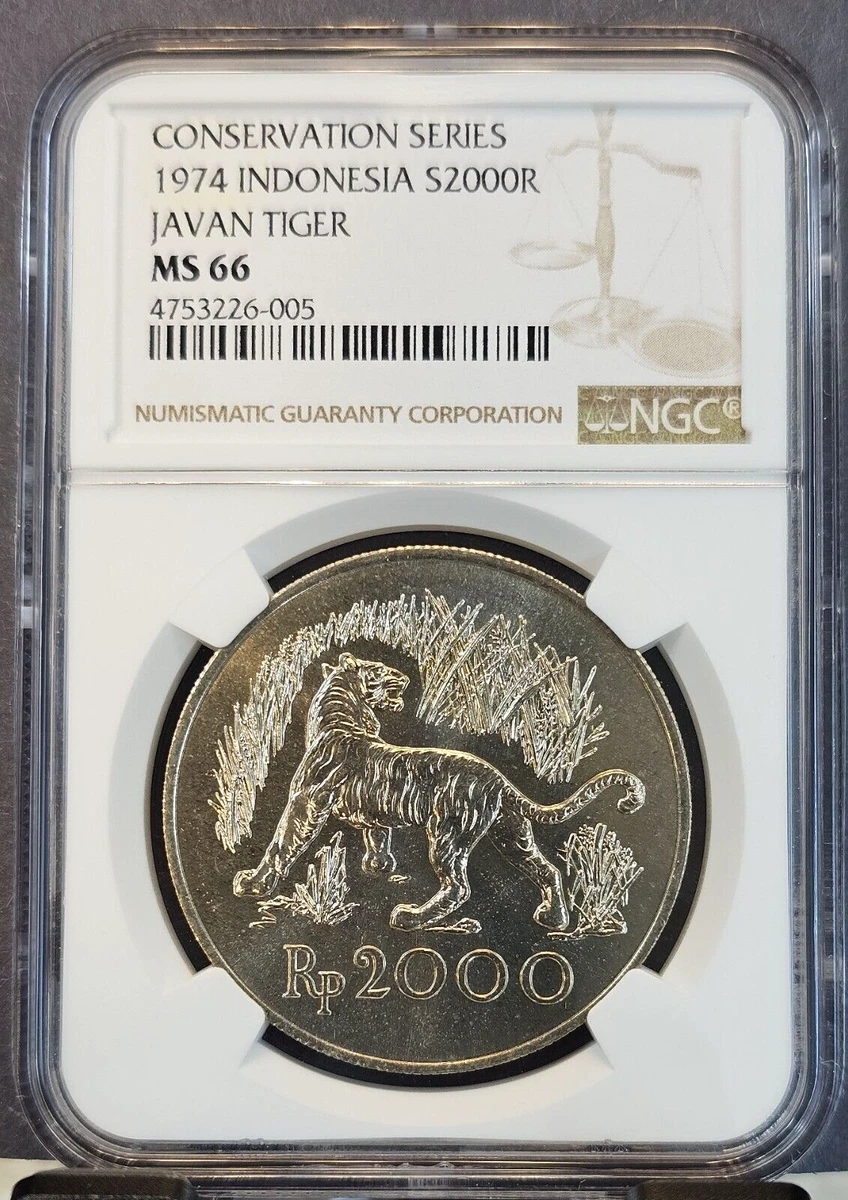 CONSERVATION SERIES
1974 INDONESIA S2000R
JAVAN TIGER
MS 66
4753226-005
NUMISMATIC GUARANTY CORPORATION
NGC®
Rp 2000